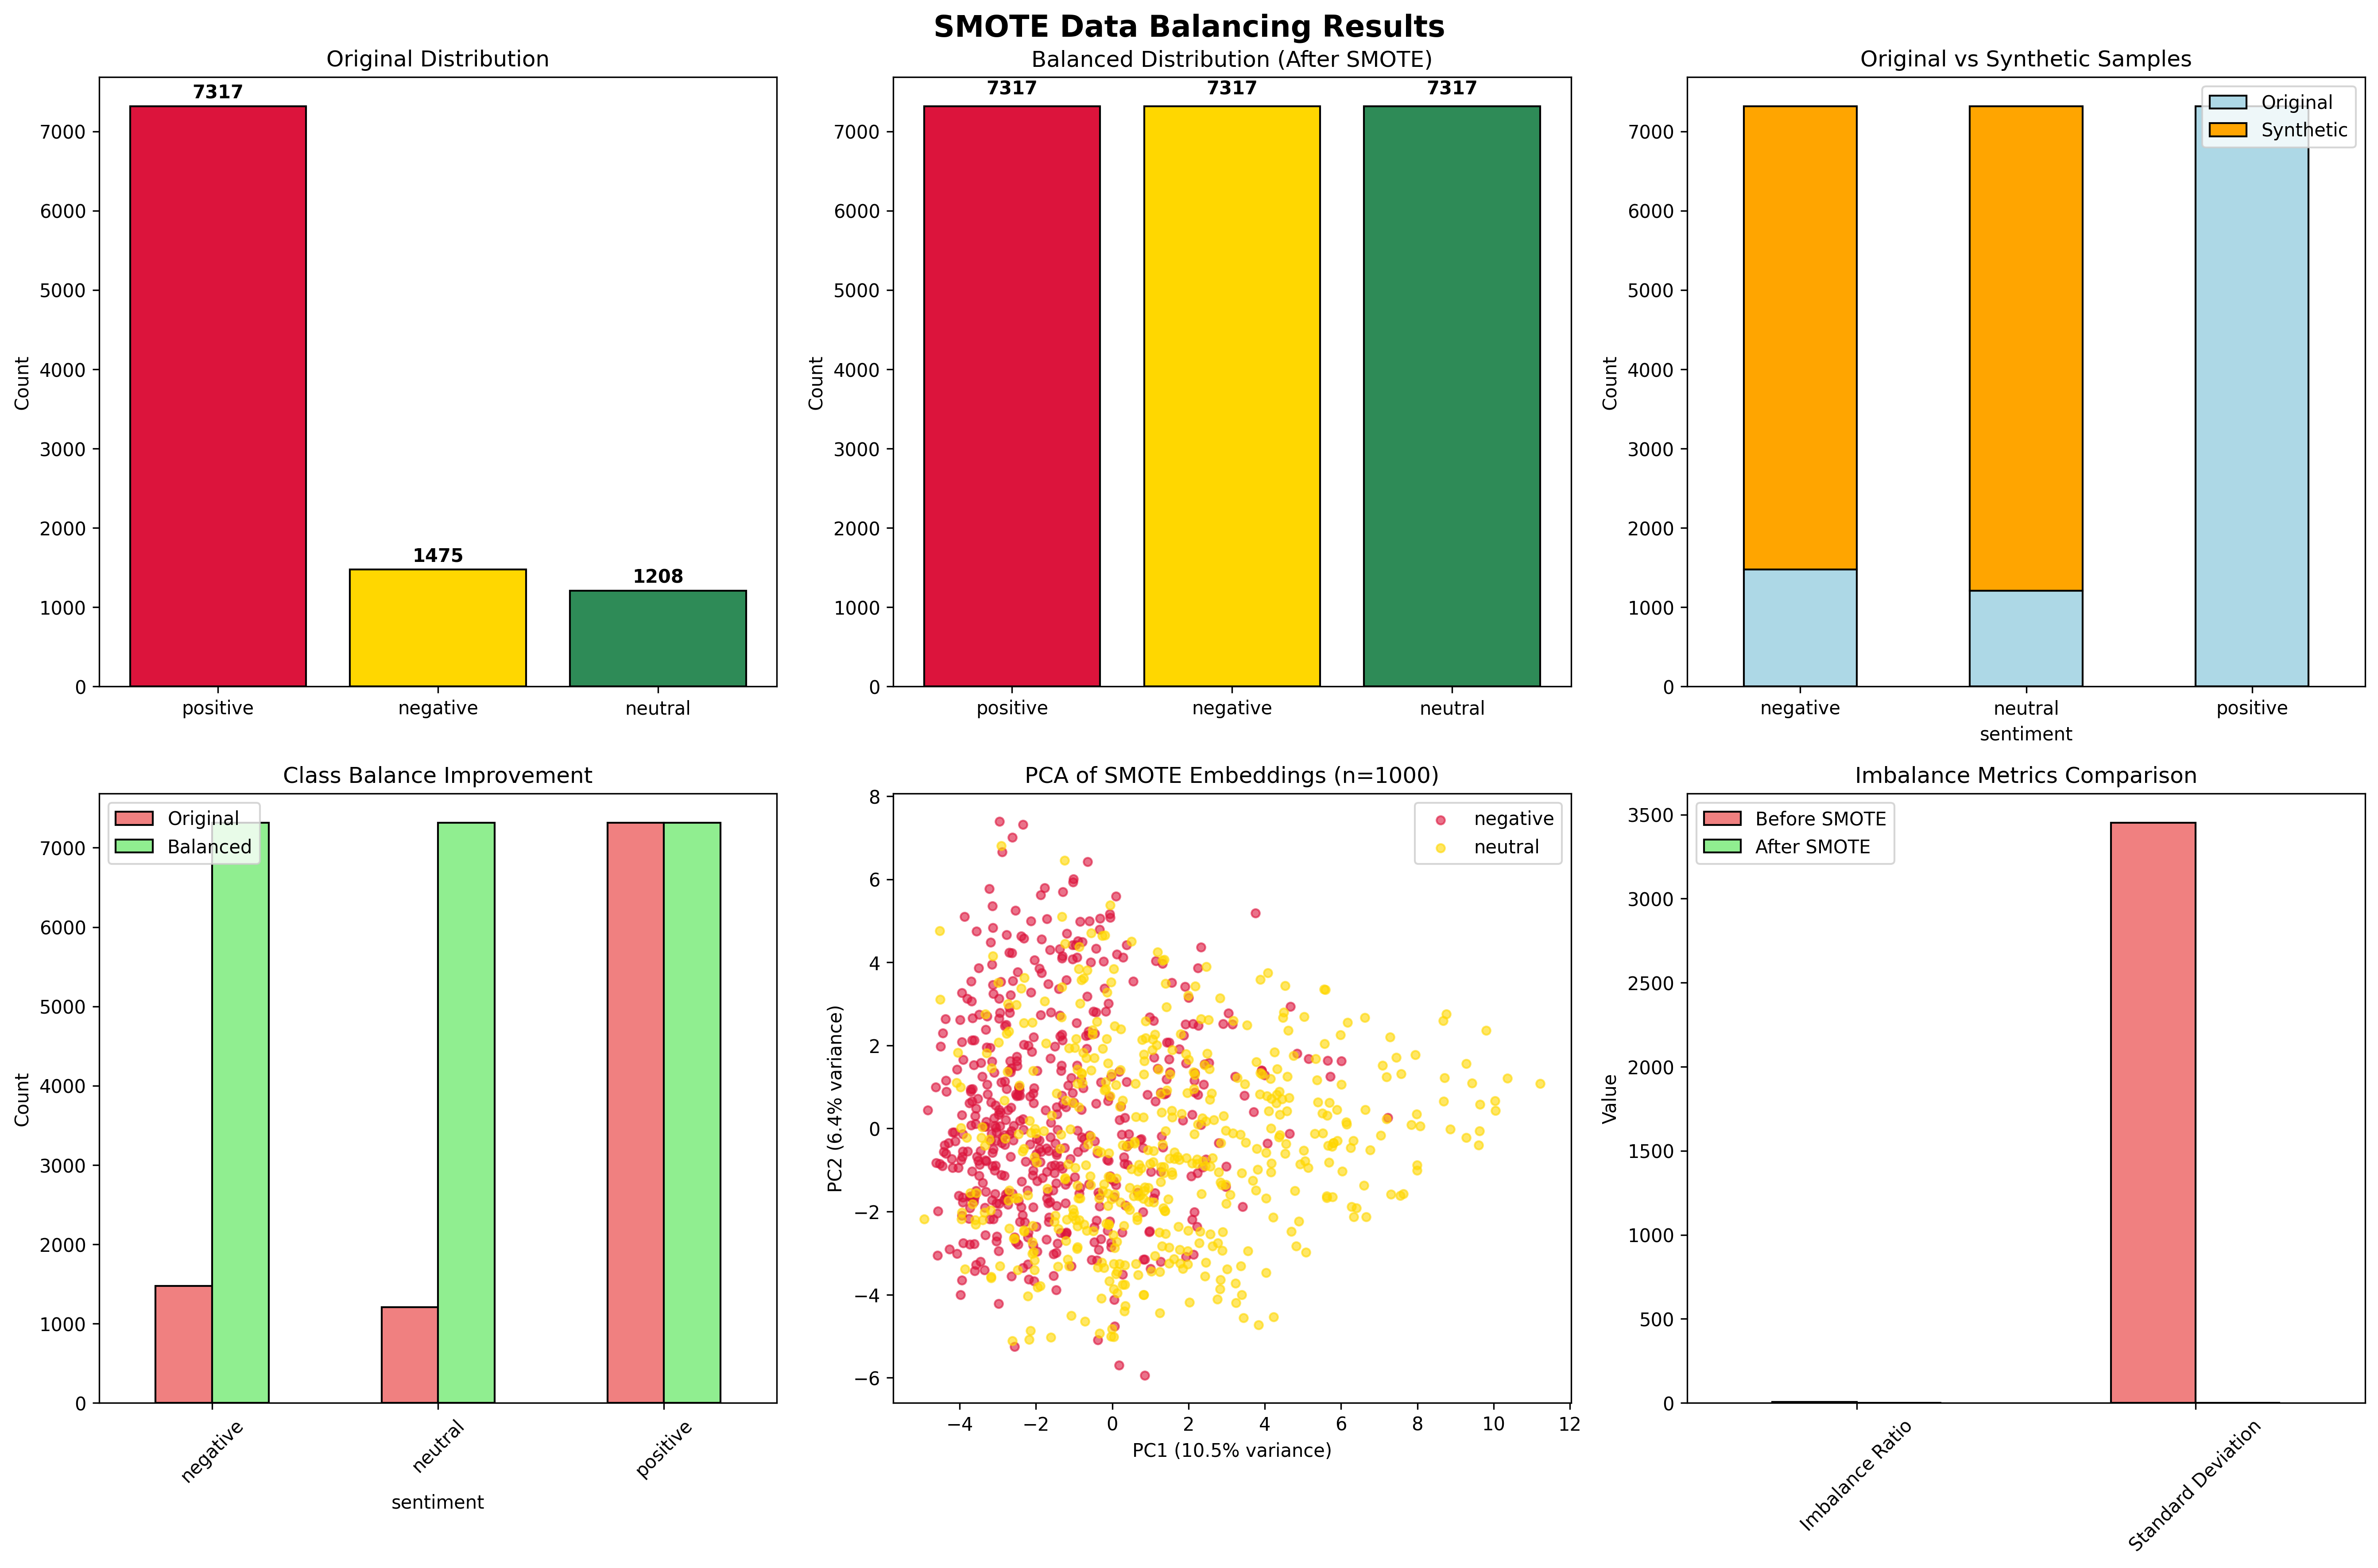 SMOTE Data Balancing Results
Original Distribution
7317
1475
1208
Count
7000
6000
5000
4000
3000
2000
1000
0
positive
negative
neutral
Balanced Distribution (After SMOTE)
7317
7317
7317
Count
7000
6000
5000
4000
3000
2000
1000
0
positive
negative
neutral
Original vs Synthetic Samples
Original
Synthetic
Count
7000
6000
5000
4000
3000
2000
1000
0
negative
neutral
positive
sentiment
Class Balance Improvement
Original
Balanced
Count
7000
6000
5000
4000
3000
2000
1000
0
negative
neutral
positive
sentiment
PCA of SMOTE Embeddings (n=1000)
negative
neutral
PC2 (6.4% variance)
8
6
4
2
0
−2
−4
−6
−4
−2
0
2
4
6
8
10
12
PC1 (10.5% variance)
Imbalance Metrics Comparison
Before SMOTE
After SMOTE
Value
3500
3000
2500
2000
1500
1000
500
0
Imbalance Ratio
Standard Deviation